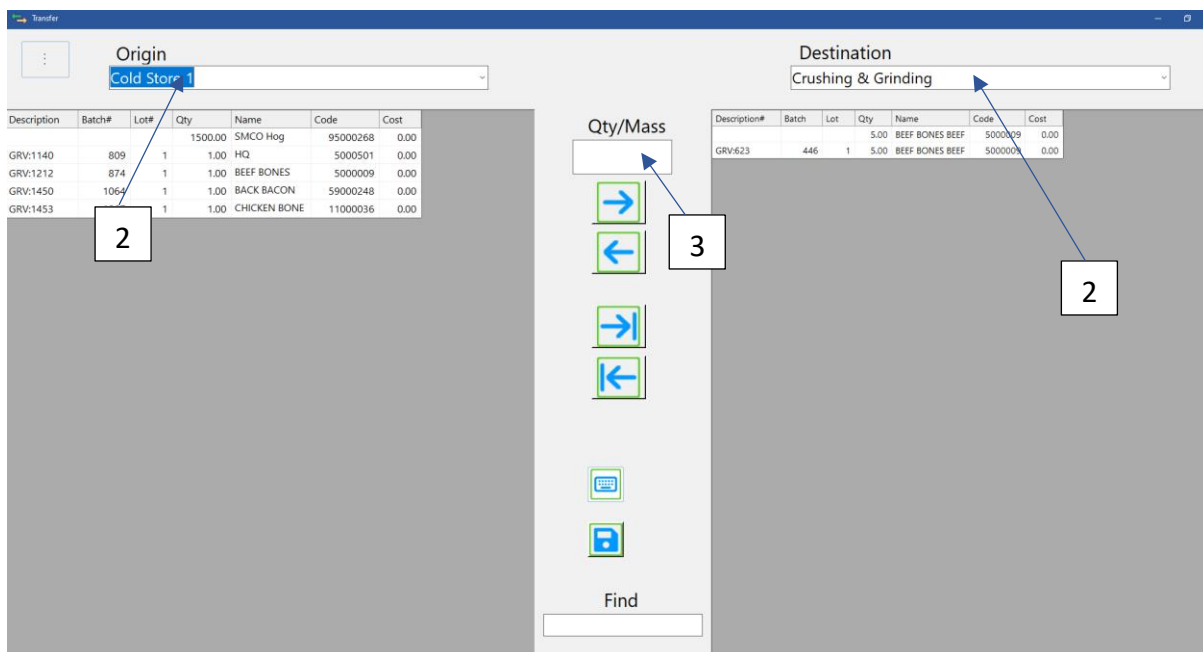 Transfer
Origin
Cold Store 1
Destination
Crushing & Grinding
Description Batch# Lot# Qty Name Code Cost
1500.00 SMCO Hog 95000268 0.00
GRV:1140 809 1 1.00 HQ 5000501 0.00
GRV:1212 874 1 1.00 BEEF BONES 5000009 0.00
GRV:1450 1064 1 1.00 BACK BACON 59000248 0.00
GRV:1453 1 1.00 CHICKEN BONE 11000036 0.00
Qty/Mass
Description# Batch Lot Qty Name Code Cost
5.00 BEEF BONES BEEF 5000009 0.00
GRV:623 446 1 5.00 BEEF BONES BEEF 5000009 0.00
2
3
2
Find